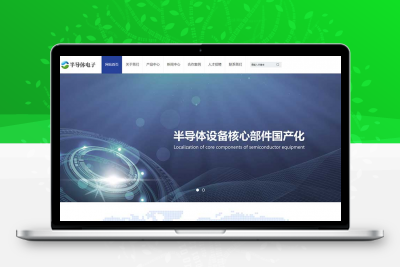 半导体电子
网站首页 关于我们 产品中心 新闻中心 合作案例 人才招聘 联系我们
半导体设备核心部件国产化
Localization of core components of semiconductor equipment